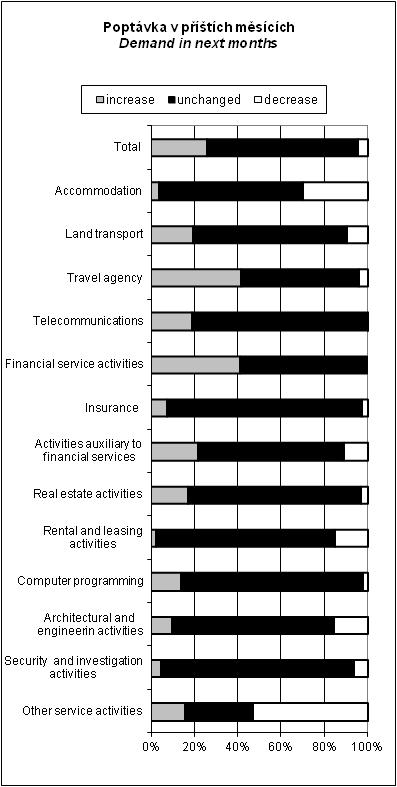 Poptávka v příštích měsících
Demand in next months
increase unchanged decrease
Total
Accommodation
Land transport
Travel agency
Telecommunications
Financial service activities
Insurance
Activities auxiliary to
financial services
Real estate activities
Rental and leasing
activities
Computer programming
Architectural and
engineerin activities
Security and investigation
activities
Other service activities
0% 20% 40% 60% 80% 100%